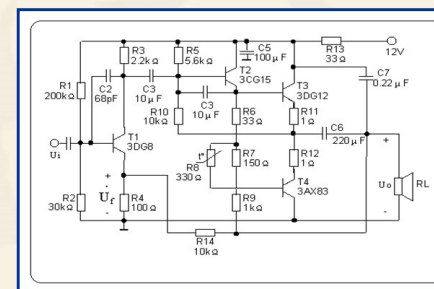 R3
2.2kΩ
R5
5.6kΩ
C5
100μF
R13
33Ω
12V
R1
200kΩ
C2
68pF
C3
10μF
T2
3CG15
T3
3DG12
C7
0.22μF
R10
10kΩ
C3
10μF
R6
33Ω
R11
1Ω
C6
220μF
Ui
T1
3DG8
t°
R8
330Ω
R7
150Ω
R12
1Ω
T4
3AX83
+
Uo
-
RL
R2
30kΩ
+
Uf
-
R4
100Ω
R9
1kΩ
R14
10kΩ